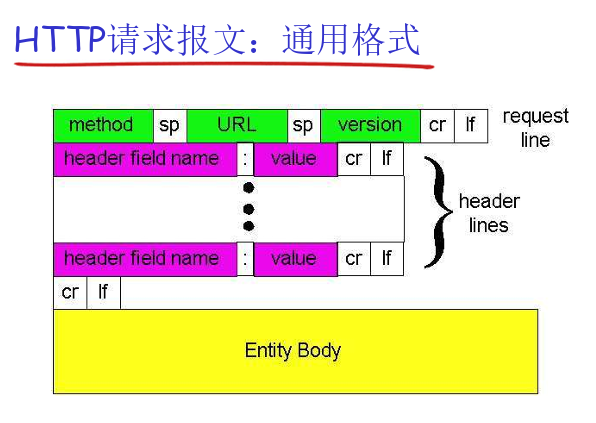 HTTP请求报文：通用格式
method sp URL sp version cr lf
request line
header field name : value cr lf
header lines
header field name : value cr lf
cr lf
Entity Body